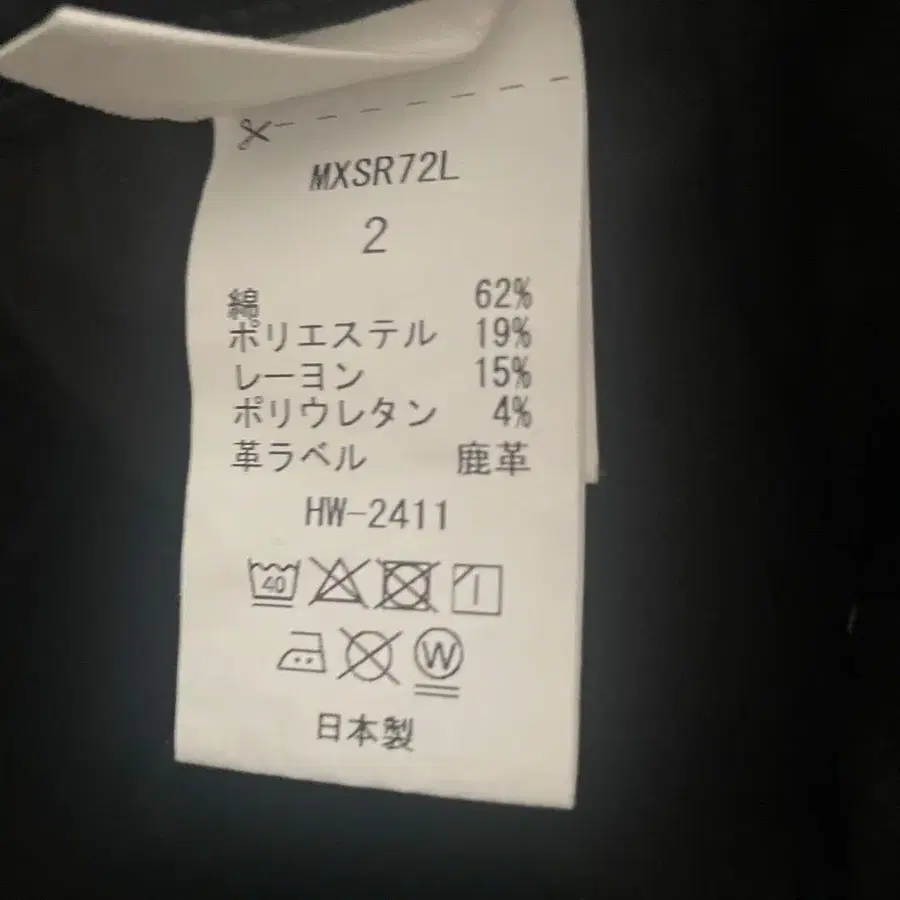 MXSR72L
2
綿 62%
ポリエステル 19%
レーヨン 15%
ポリウレタン 4%
革ラベル 鹿革
HW-2411
40
W
日本製